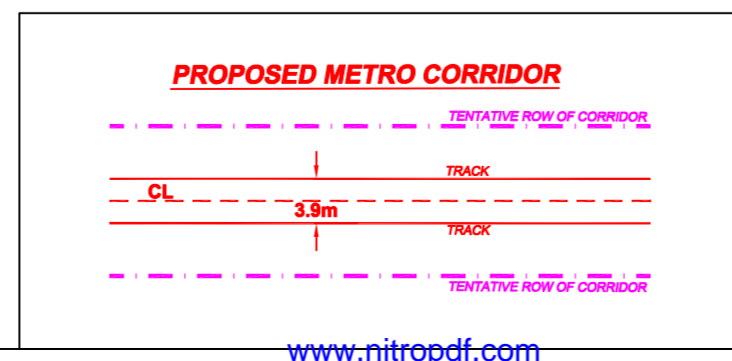 PROPOSED METRO CORRIDOR
TENTATIVE ROW OF CORRIDOR
TRACK
CL
3.9m
TRACK
TENTATIVE ROW OF CORRIDOR
www.nitropdf.com